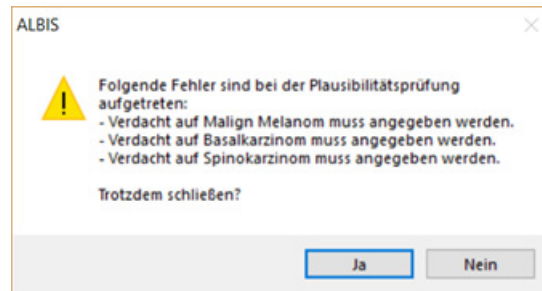 ALBIS
Folgende Fehler sind bei der Plausibilitätsprüfung
aufgetreten:
- Verdacht auf Malign Melanom muss angegeben werden.
- Verdacht auf Basalkarzinom muss angegeben werden.
- Verdacht auf Spinokarzinom muss angegeben werden.
Trotzdem schließen?
Ja
Nein